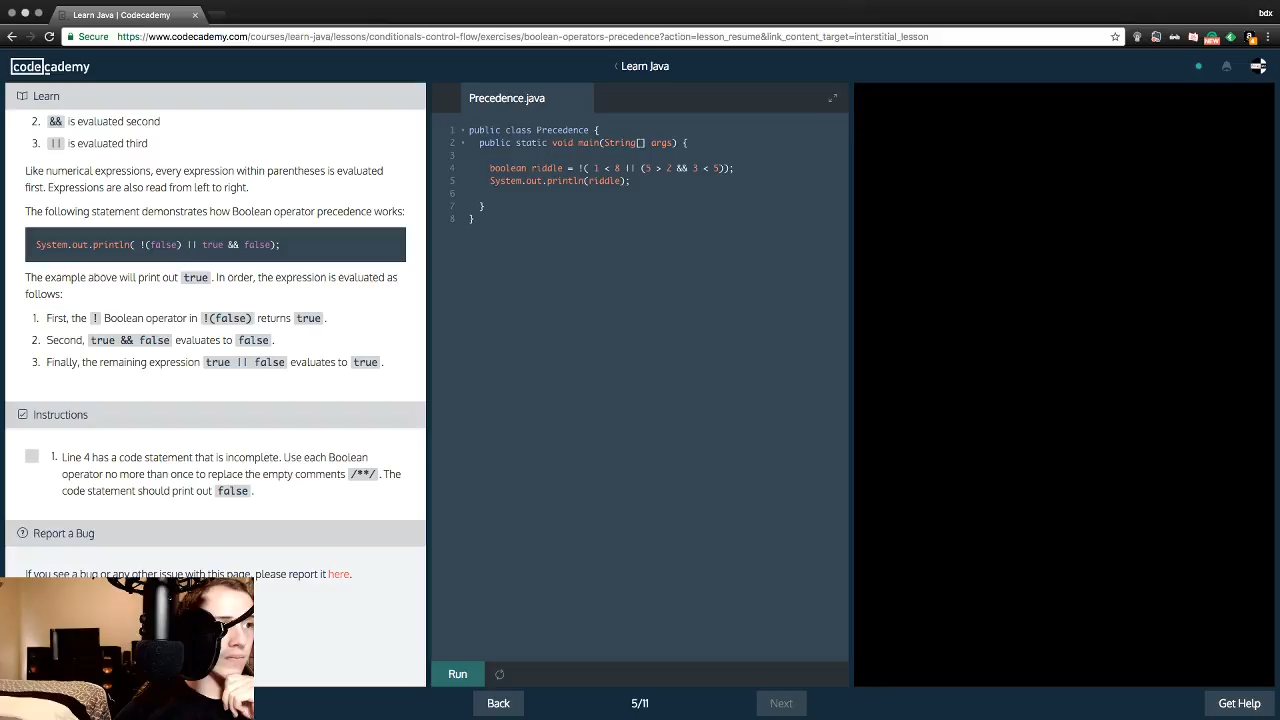 Learn Java | Codecademy
bdx
Secure
https://www.codecademy.com/courses/learn-java/lessons/conditionals-control-flow/exercises/boolean-operators-precedence?action=lesson_resume&link_content_target=interstitial_lesson
codecademy
Learn Java
Learn
2. && is evaluated second
3. || is evaluated third
Like numerical expressions, every expression within parentheses is evaluated
first. Expressions are also read from left to right.
The following statement demonstrates how Boolean operator precedence works:
System.out.println( !(false) || true && false);
The example above will print out true. In order, the expression is evaluated as
follows:
1. First, the ! Boolean operator in !(false) returns true.
2. Second, true && false evaluates to false.
3. Finally, the remaining expression true || false evaluates to true.
Instructions
1. Line 4 has a code statement that is incomplete. Use each Boolean
operator no more than once to replace the empty comments /**/. The
code statement should print out false.
Report a Bug
If you see a bug or any other issue with this page, please report it here.
Precedence.java
1 public class Precedence {
2 public static void main(String[] args) {
3
4 boolean riddle = !( 1 < 8 || (5 > 2 && 3 < 5));
5 System.out.println(riddle);
6
7 }
8 }
Run
Back
5/11
Next
Get Help